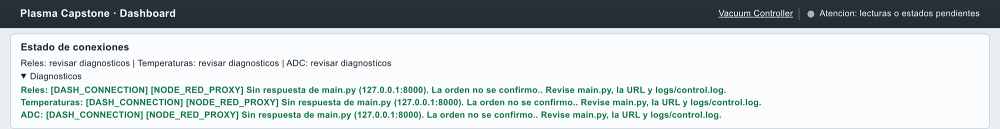 Plasma Capstone · Dashboard
Vacuum Controller
Atencion: lecturas o estados pendientes
Estado de conexiones
Reles: revisar diagnosticos | Temperaturas: revisar diagnosticos | ADC: revisar diagnosticos
▼ Diagnosticos
Reles: [DASH_CONNECTION] [NODE_RED_PROXY] Sin respuesta de main.py (127.0.0.1:8000). La orden no se confirmo.. Revise main.py, la URL y logs/control.log.
Temperaturas: [DASH_CONNECTION] [NODE_RED_PROXY] Sin respuesta de main.py (127.0.0.1:8000). La orden no se confirmo.. Revise main.py, la URL y logs/control.log.
ADC: [DASH_CONNECTION] [NODE_RED_PROXY] Sin respuesta de main.py (127.0.0.1:8000). La orden no se confirmo.. Revise main.py, la URL y logs/control.log.